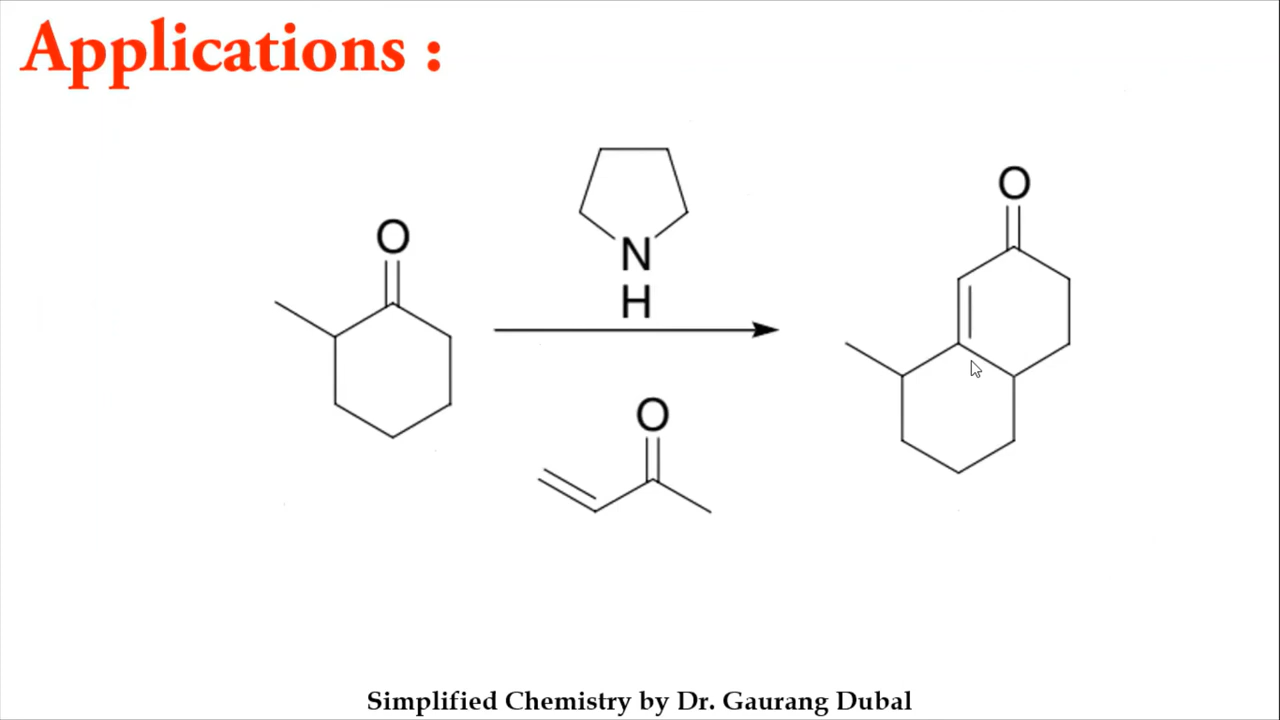 Applications :
O
N
H
O
O
Simplified Chemistry by Dr. Gaurang Dubal